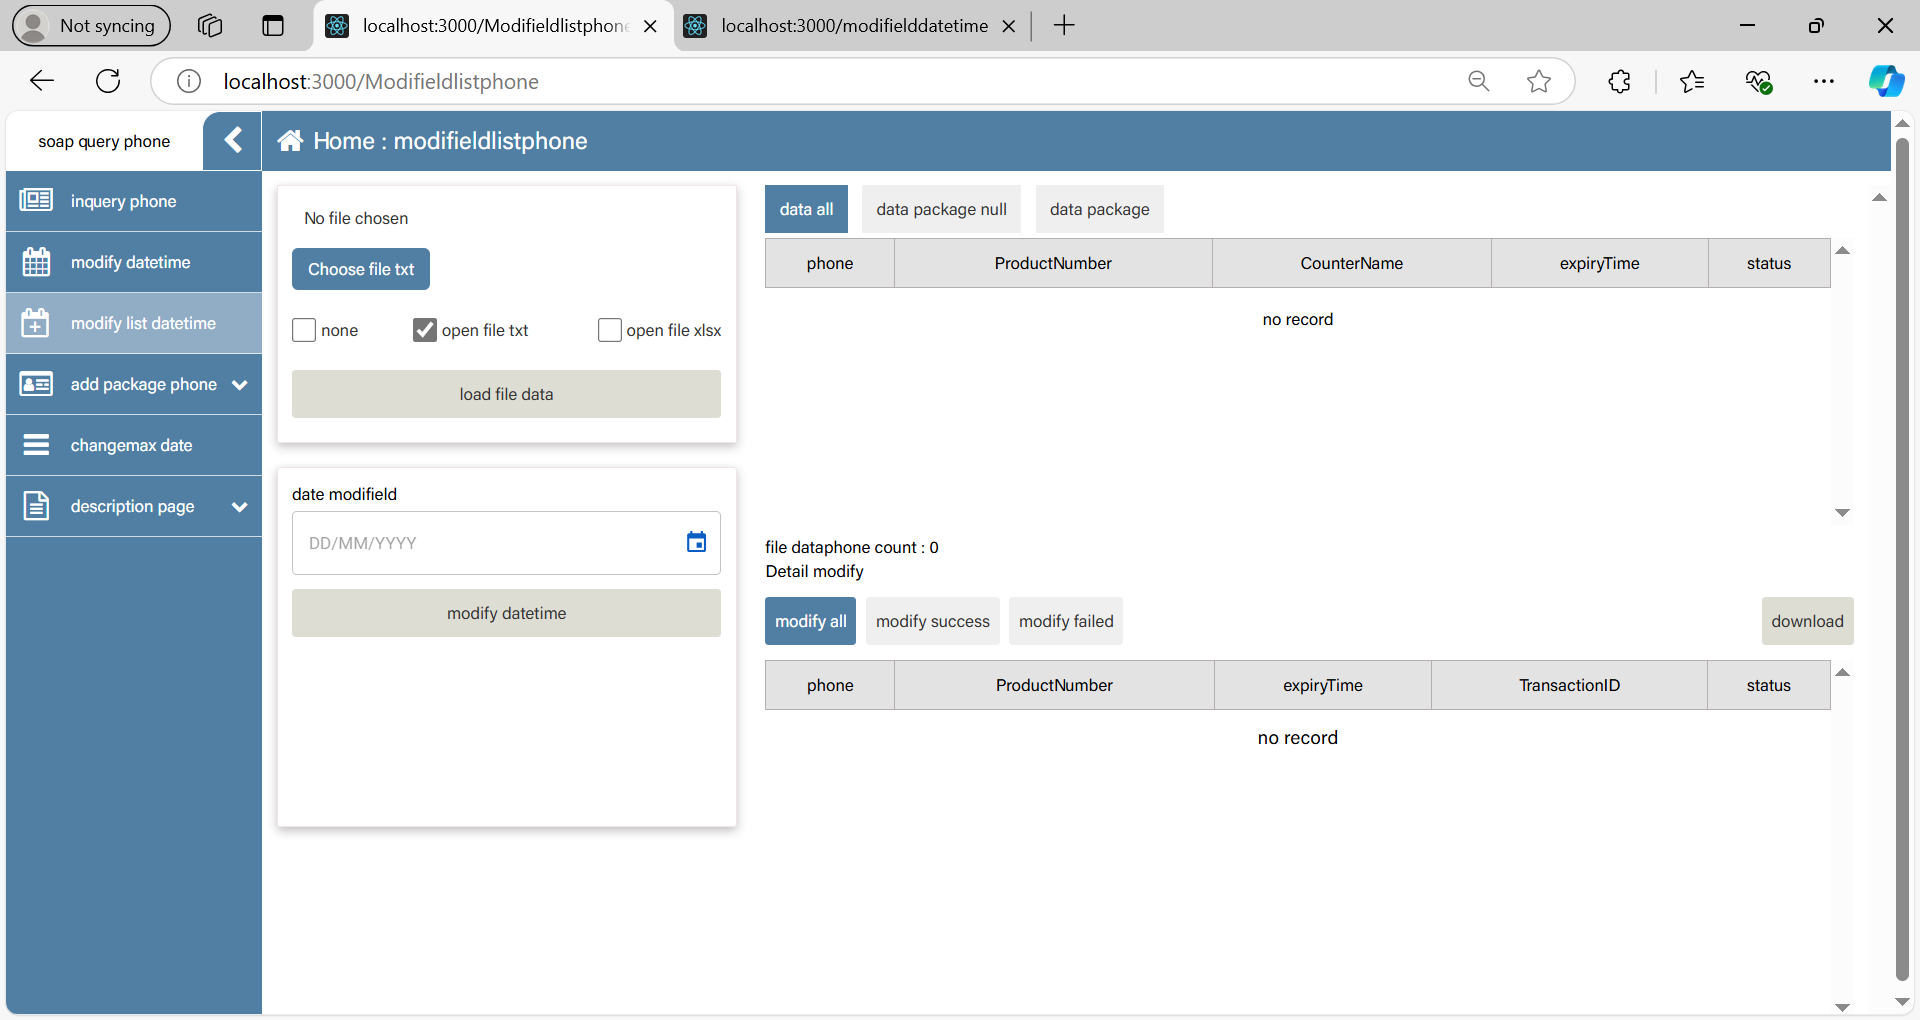 Not syncing
localhost:3000/Modifieldlistphone
localhost:3000/modifielddatetime
localhost:3000/Modifieldlistphone
soap query phone
Home : modifieldlistphone
inquery phone
modify datetime
modify list datetime
add package phone
changemax date
description page
No file chosen
Choose file txt
none
open file txt
open file xlsx
load file data
date modifield
DD/MM/YYYY
modify datetime
data all
data package null
data package
phone ProductNumber CounterName expiryTime status
no record
file dataphone count : 0
Detail modify
modify all
modify success
modify failed
download
phone ProductNumber expiryTime TransactionID status
no record